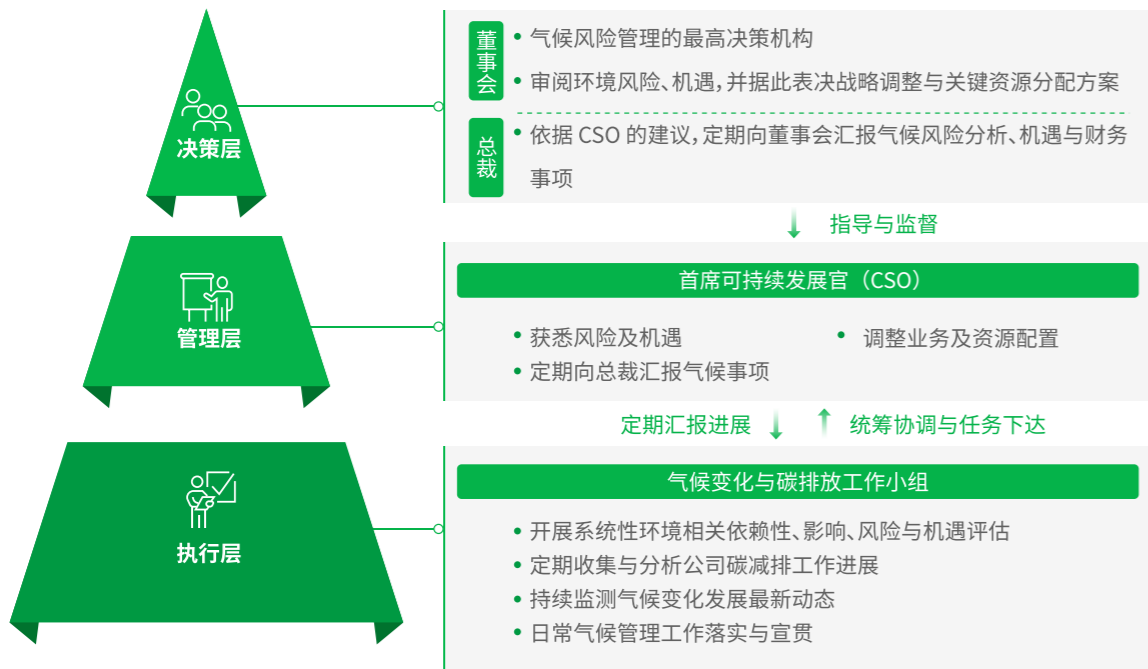 决策层
董事会
气候风险管理的最高决策机构
审阅环境风险、机遇，并据此表决战略调整与关键资源分配方案
总裁
依据 CSO 的建议，定期向董事会汇报气候风险分析、机遇与财务
事项
指导与监督
管理层
首席可持续发展官（CSO）
获悉风险及机遇
调整业务及资源配置
定期向总裁汇报气候事项
定期汇报进展
统筹协调与任务下达
执行层
气候变化与碳排放工作小组
开展系统性环境相关依赖性、影响、风险与机遇评估
定期收集与分析公司碳减排工作进展
持续监测气候变化发展最新动态
日常气候管理工作落实与宣贯